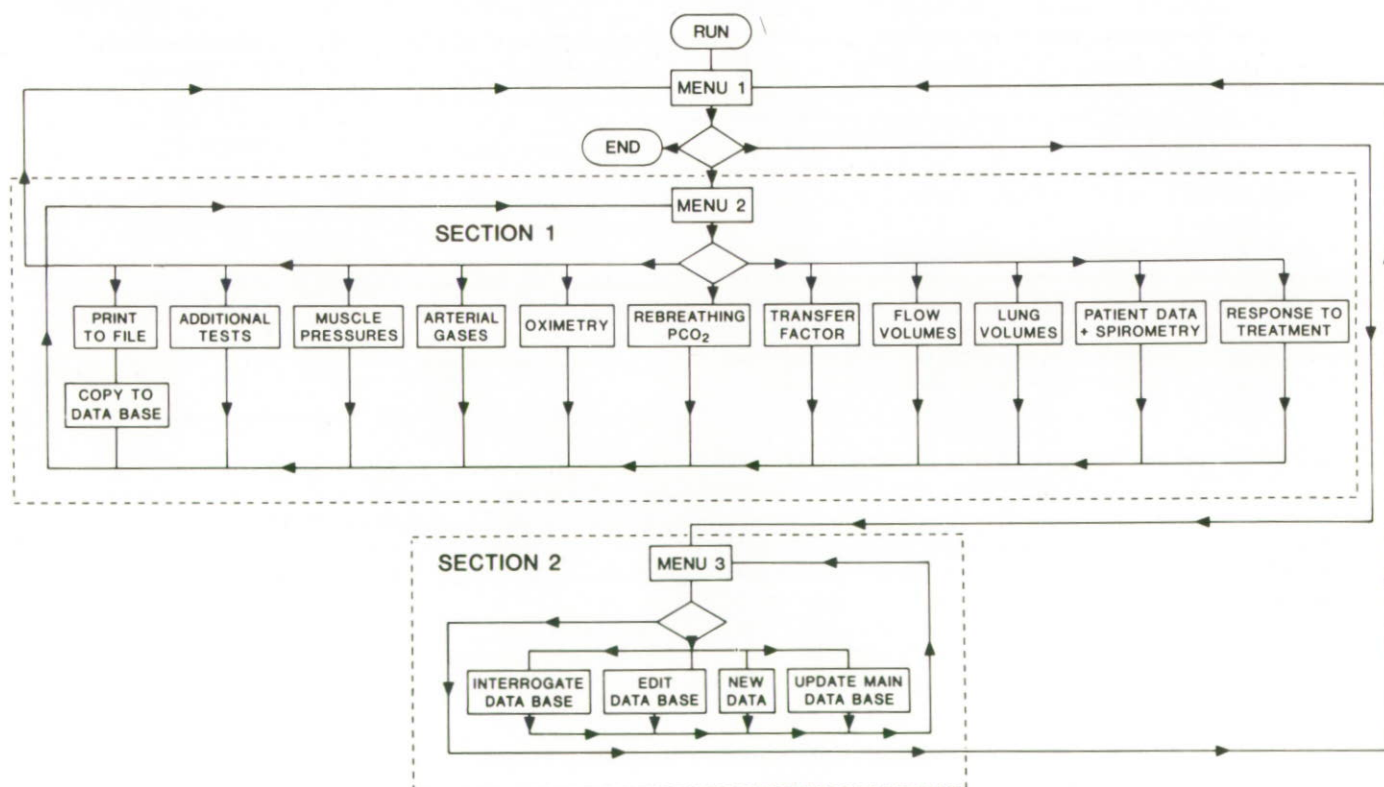 RUN
MENU 1
END
MENU 2
SECTION 1
PRINT
TO FILE
ADDITIONAL
TESTS
MUSCLE
PRESSURES
ARTERIAL
GASES
OXIMETRY
REBREATHING
PCO₂
TRANSFER
FACTOR
FLOW
VOLUMES
LUNG
VOLUMES
PATIENT DATA
+ SPIROMETRY
RESPONSE TO
TREATMENT
COPY TO
DATA BASE
SECTION 2
MENU 3
INTERROGATE
DATA BASE
EDIT
DATA BASE
NEW
DATA
UPDATE MAIN
DATA BASE